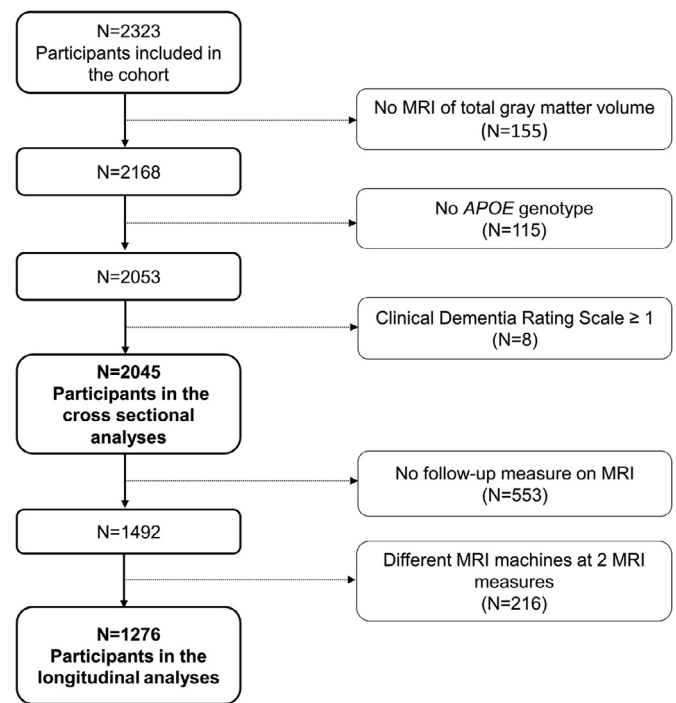 N=2323
Participants included in
the cohort
No MRI of total gray matter volume
(N=155)
N=2168
No APOE genotype
(N=115)
N=2053
Clinical Dementia Rating Scale ≥ 1
(N=8)
N=2045
Participants in the
cross sectional
analyses
No follow-up measure on MRI
(N=553)
N=1492
Different MRI machines at 2 MRI
measures
(N=216)
N=1276
Participants in the
longitudinal analyses